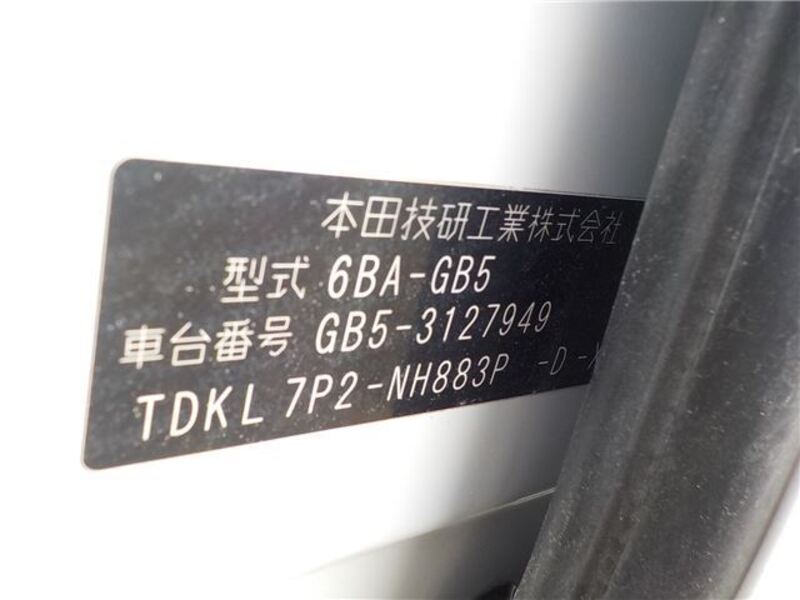 本田技研工業株式会社
型式 6BA-GB5
車台番号 GB5-3127949
TDKL 7P2-NH883P -D -X